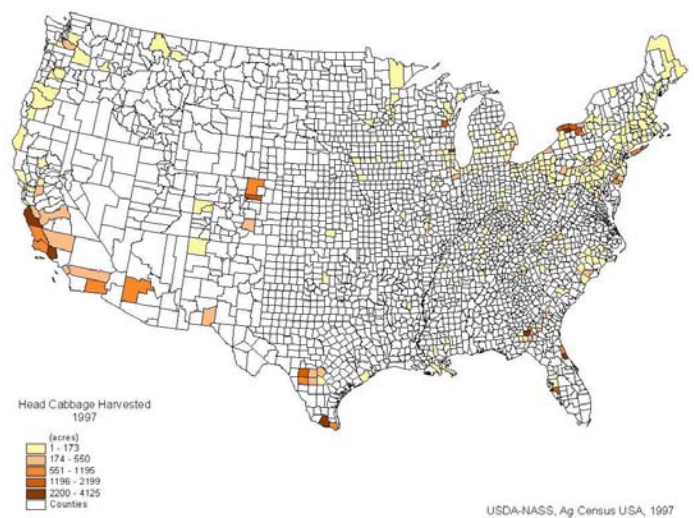 Head Cabbage Harvested
1997
(acres)
1 - 173
174 - 550
551 - 1195
1196 - 2199
2200 - 4125
Counties
USDA-NASS, Ag Census USA, 1997